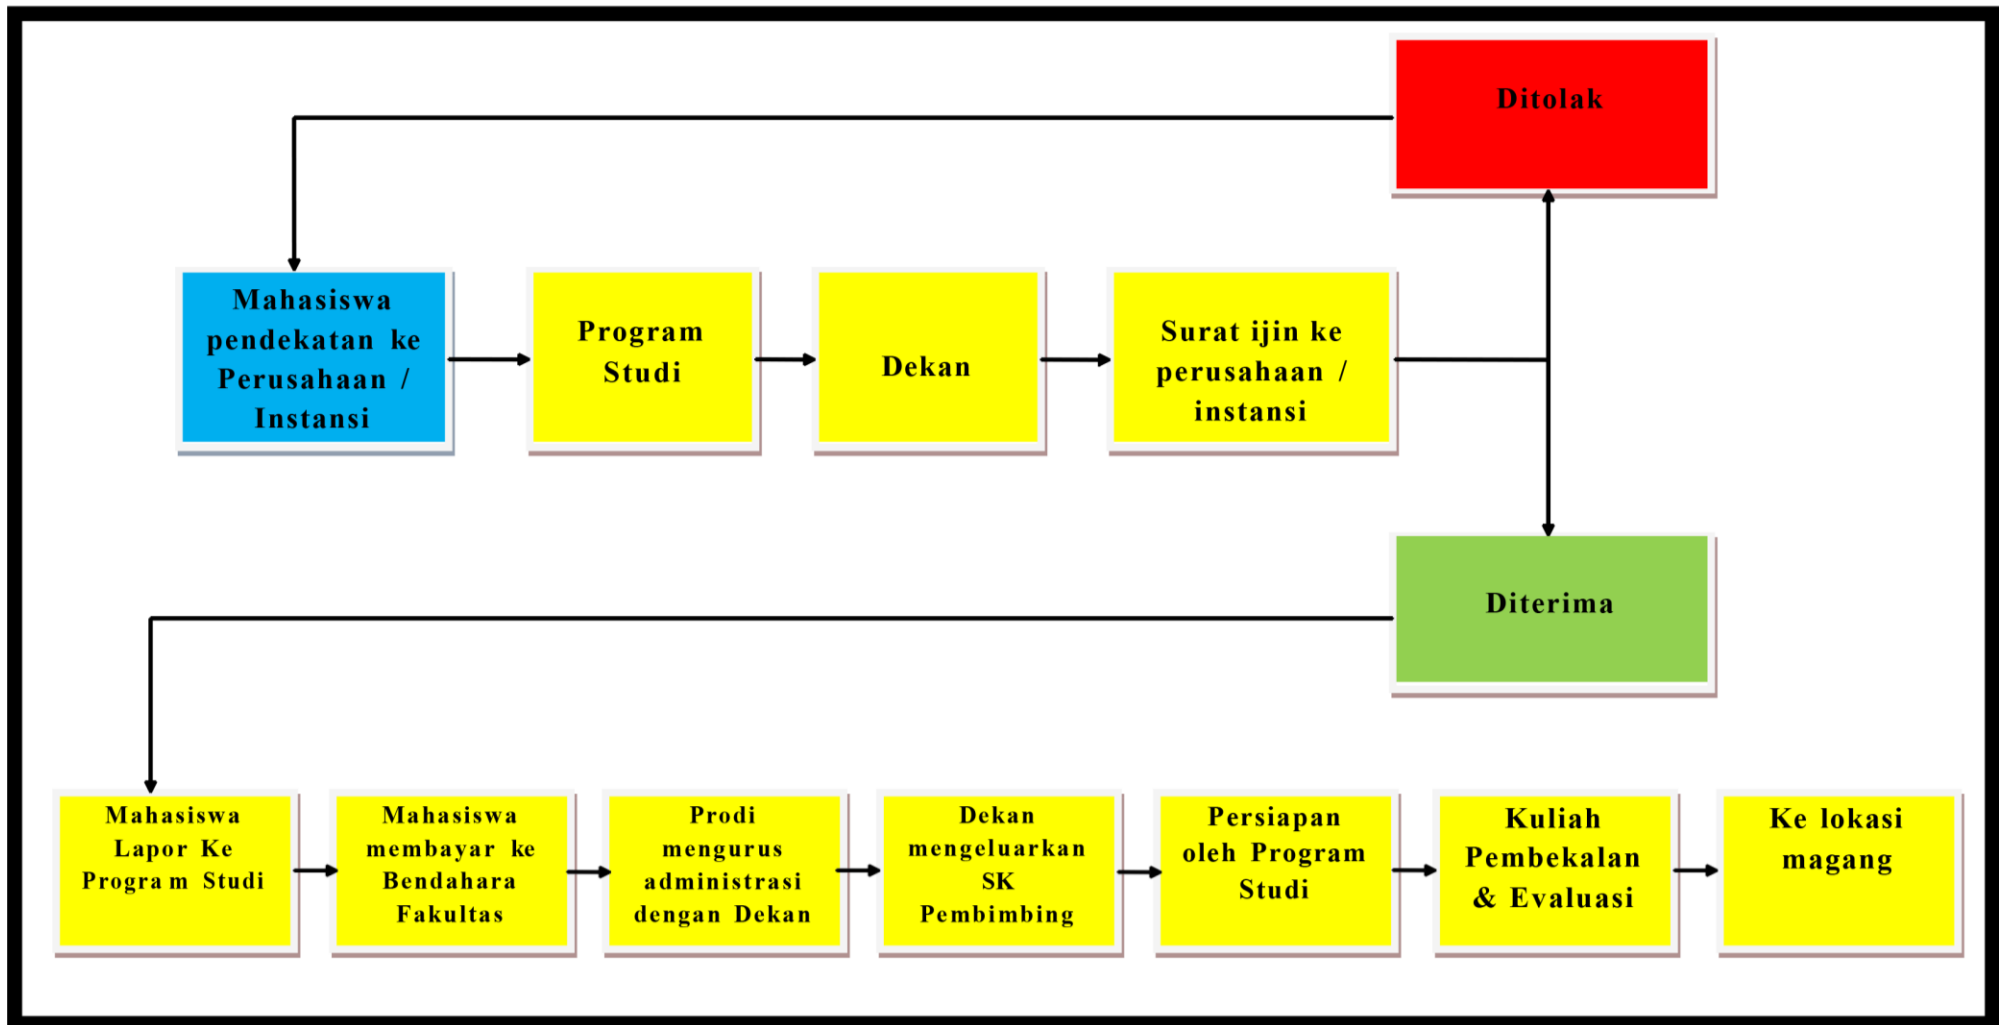 Ditolak
Mahasiswa
pendekatan ke
Perusahaan /
Instansi
Program
Studi
Dekan
Surat ijin ke
perusahaan /
instansi
Diterima
Mahasiswa
Lapor Ke
Program Studi
Mahasiswa
membayar ke
Bendahara
Fakultas
Prodi
mengurus
administrasi
dengan Dekan
Dekan
mengeluarkan
SK
Pembimbing
Persiapan
oleh Program
Studi
Kuliah
Pembekalan
& Evaluasi
Ke lokasi
magang